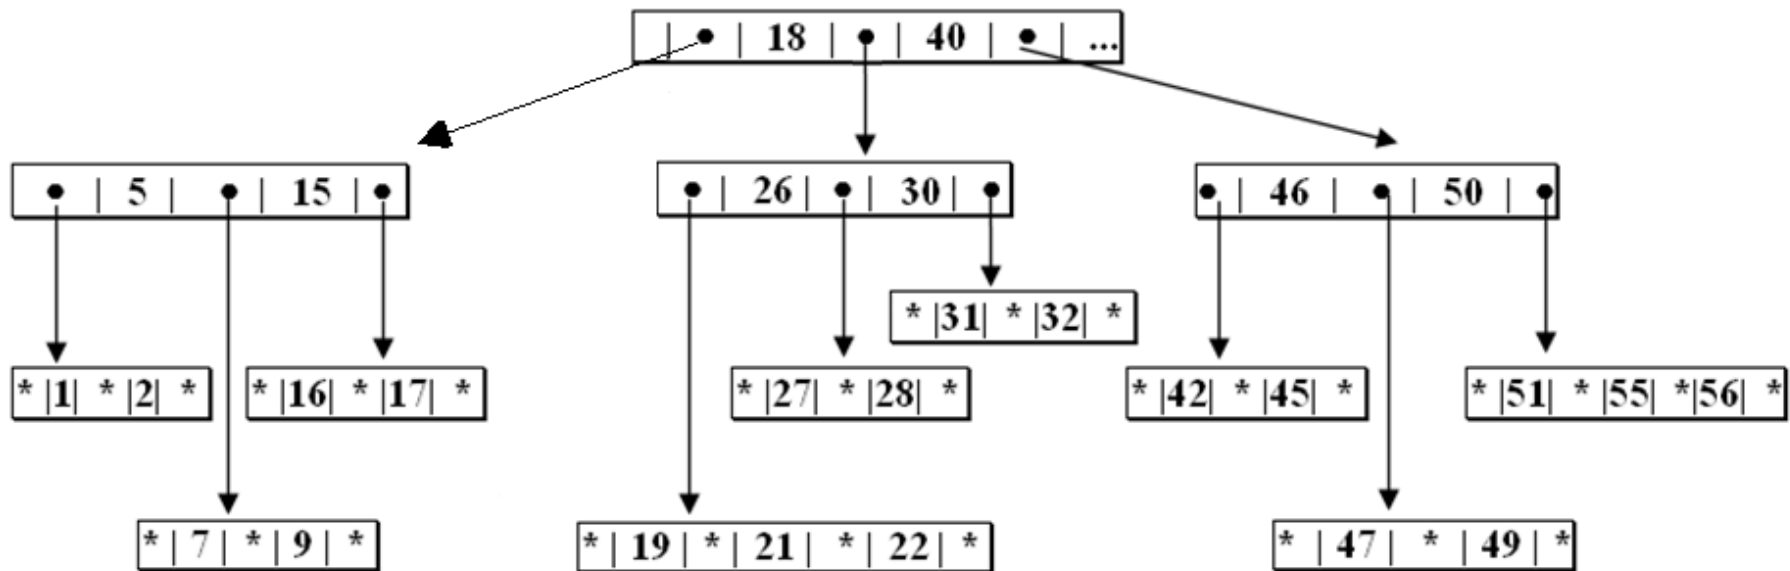 | • | 18 | • | 40 | • | ...
• | 5 | • | 15 | •
• | 26 | • | 30 | •
• | 46 | • | 50 | •
* |31| * |32| *
* |1| * |2| *
* |16| * |17| *
* |27| * |28| *
* |42| * |45| *
* |51| * |55| *|56| *
* | 7 | * | 9 | *
* | 19 | * | 21 | * | 22 | *
* | 47 | * | 49 | *